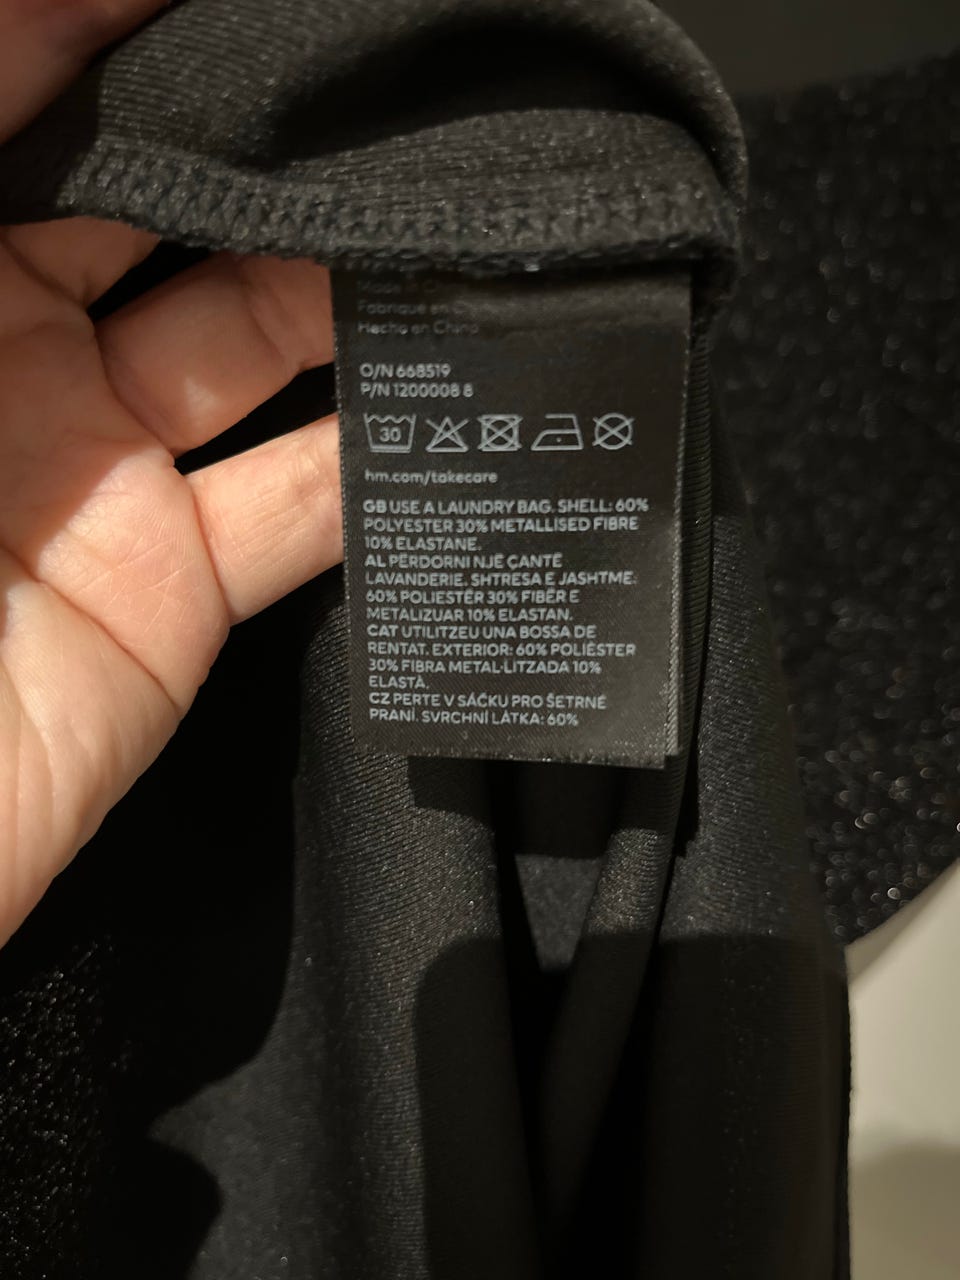 Made in
Fabrique en
Hecho en China
O/N 668519
P/N 1200008 8
30
hm.com/takecare
GB USE A LAUNDRY BAG. SHELL: 60%
POLYESTER 30% METALLISED FIBRE
10% ELASTANE.
AL PËRDORNI NJË ÇANTË
LAVANDERIE. SHTRESA E JASHTME:
60% POLIESTËR 30% FIBËR E
METALIZUAR 10% ELASTAN.
CAT UTILITZEU UNA BOSSA DE
RENTAT. EXTERIOR: 60% POLIÈSTER
30% FIBRA METAL·LITZADA 10%
ELASTÀ.
CZ PERTE V SÁČKU PRO ŠETRNÉ
PRANÍ. SVRCHNÍ LÁTKA: 60%